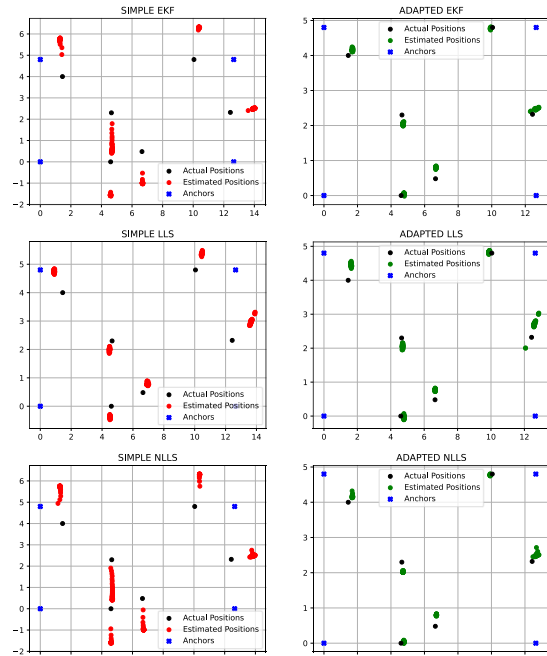 SIMPLE EKF
6
5
4
3
2
1
0
−1
−2
0 2 4 6 8 10 12 14
Actual Positions
Estimated Positions
Anchors
ADAPTED EKF
5
4
3
2
1
0
0 2 4 6 8 10 12
Actual Positions
Estimated Positions
Anchors
SIMPLE LLS
5
4
3
2
1
0
0 2 4 6 8 10 12 14
Actual Positions
Estimated Positions
Anchors
ADAPTED LLS
5
4
3
2
1
0
0 2 4 6 8 10 12
Actual Positions
Estimated Positions
Anchors
SIMPLE NLLS
6
5
4
3
2
1
0
−1
−2
Actual Positions
Estimated Positions
Anchors
ADAPTED NLLS
5
4
3
2
1
0
Actual Positions
Estimated Positions
Anchors